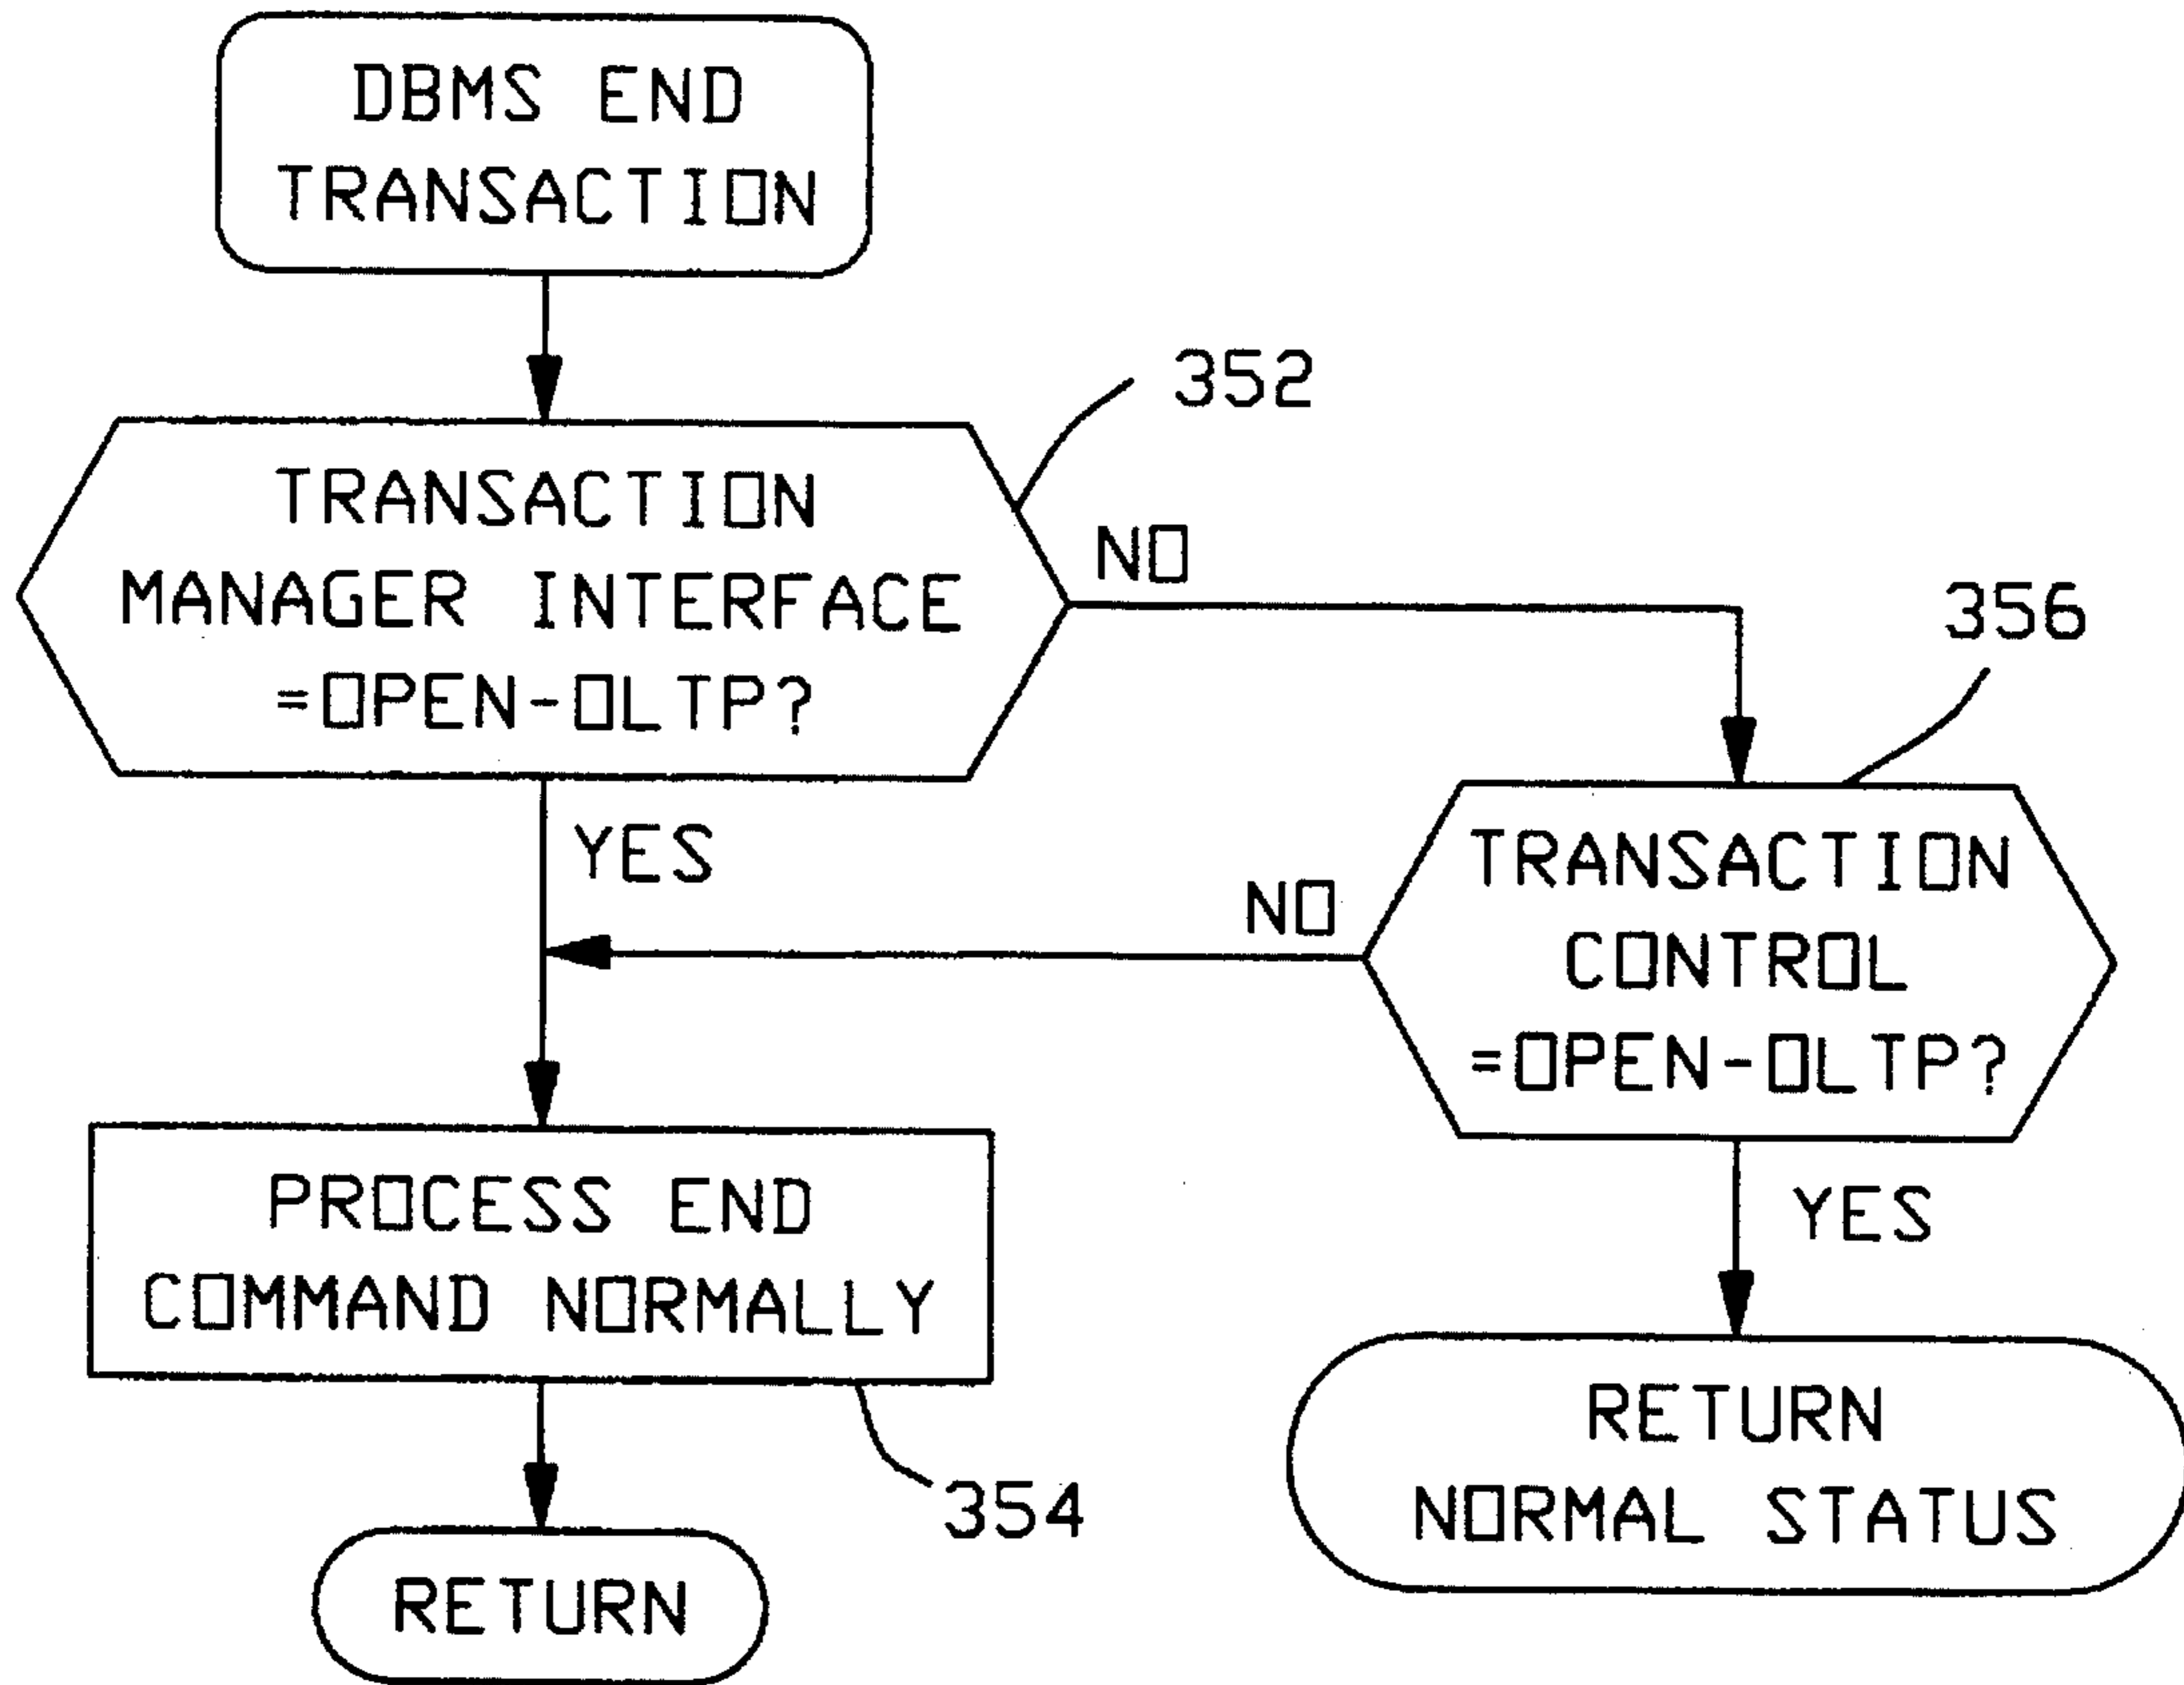 DBMS END
TRANSACTION
352
TRANSACTION
MANAGER INTERFACE
=OPEN-OLTP?
NO
356
YES
TRANSACTION
CONTROL
=OPEN-OLTP?
NO
YES
PROCESS END
COMMAND NORMALLY
354
RETURN
NORMAL STATUS
RETURN